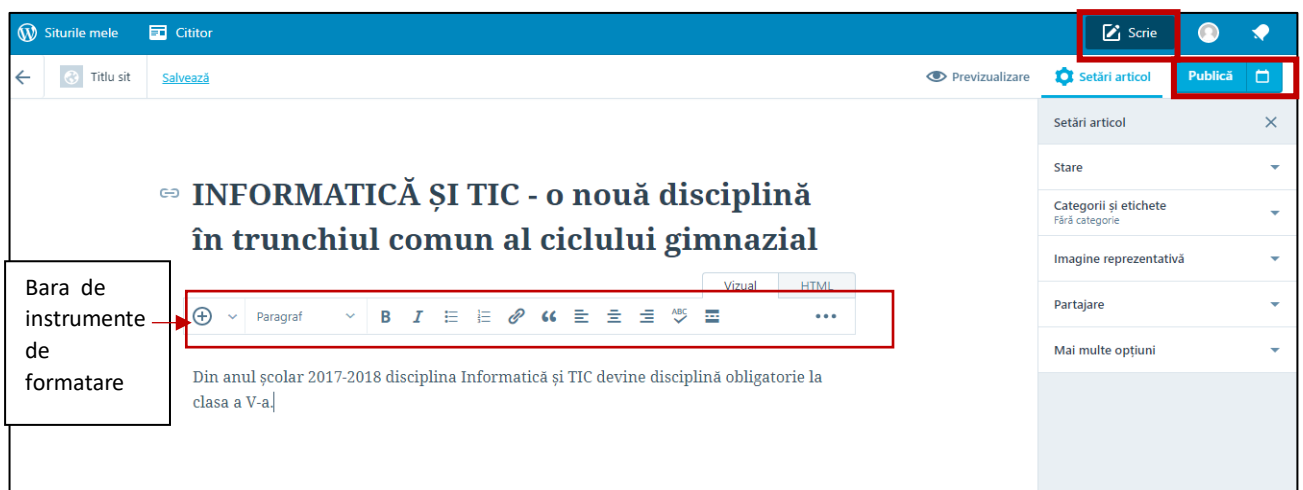 Siturile mele Cititor Scrie
Titlu sit Salvează Previzualizare Setări articol Publică
Setări articol
Stare
Categorii și etichete
Fără categorie
Imagine reprezentativă
Partajare
Mai multe opțiuni
INFORMATICĂ ȘI TIC - o nouă disciplină
în trunchiul comun al ciclului gimnazial
Vizual HTML
Bara de
instrumente
de
formatare
Paragraf B I ABC
Din anul școlar 2017-2018 disciplina Informatică și TIC devine disciplină obligatorie la
clasa a V-a.